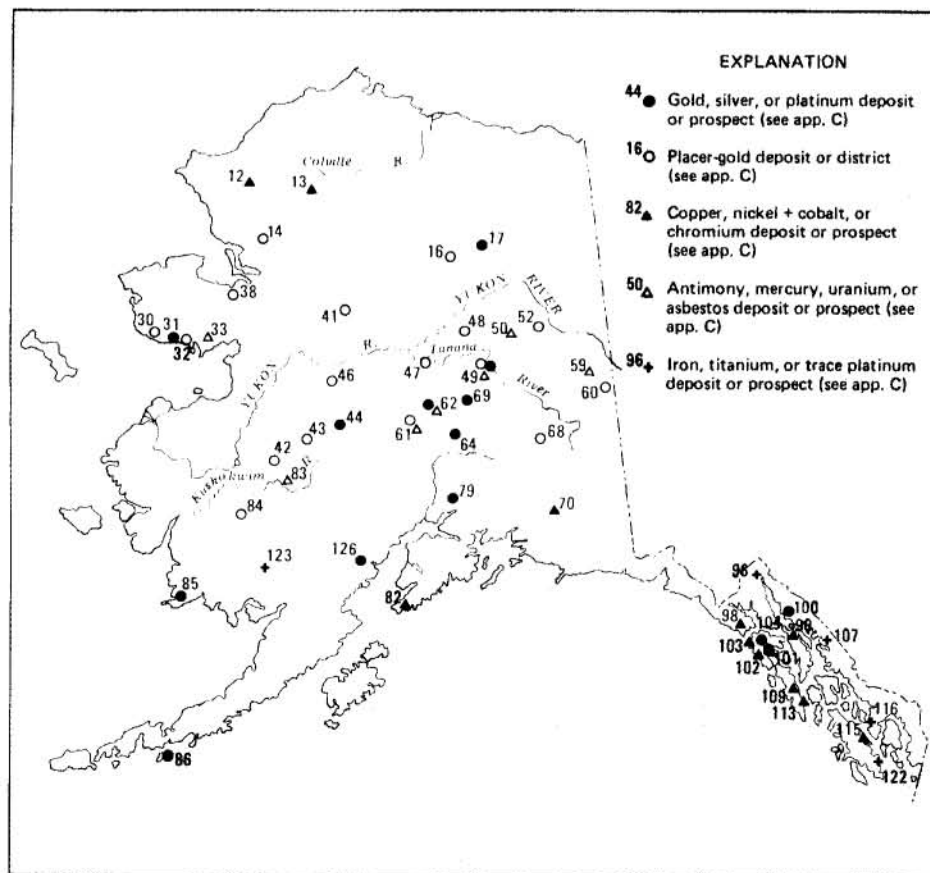 EXPLANATION
44 Gold, silver, or platinum deposit
or prospect (see app. C)
16 Placer-gold deposit or district
(see app. C)
82 Copper, nickel + cobalt, or
chromium deposit or prospect
(see app. C)
50 Antimony, mercury, uranium, or
asbestos deposit or prospect (see
app. C)
96 Iron, titanium, or trace platinum
deposit or prospect (see app. C)
Colville R.
12
13
14
16
17
38
YUKON RIVER
30
31
32
33
41
48
50
52
R.
Tanana River
YUKON
46
47
49
59
60
62
69
61
64
68
44
43
42
83
Kuskokwim R
84
79
70
123
126
85
82
86
96
100
98
104
99
107
103
102
101
109
113
116
115
122